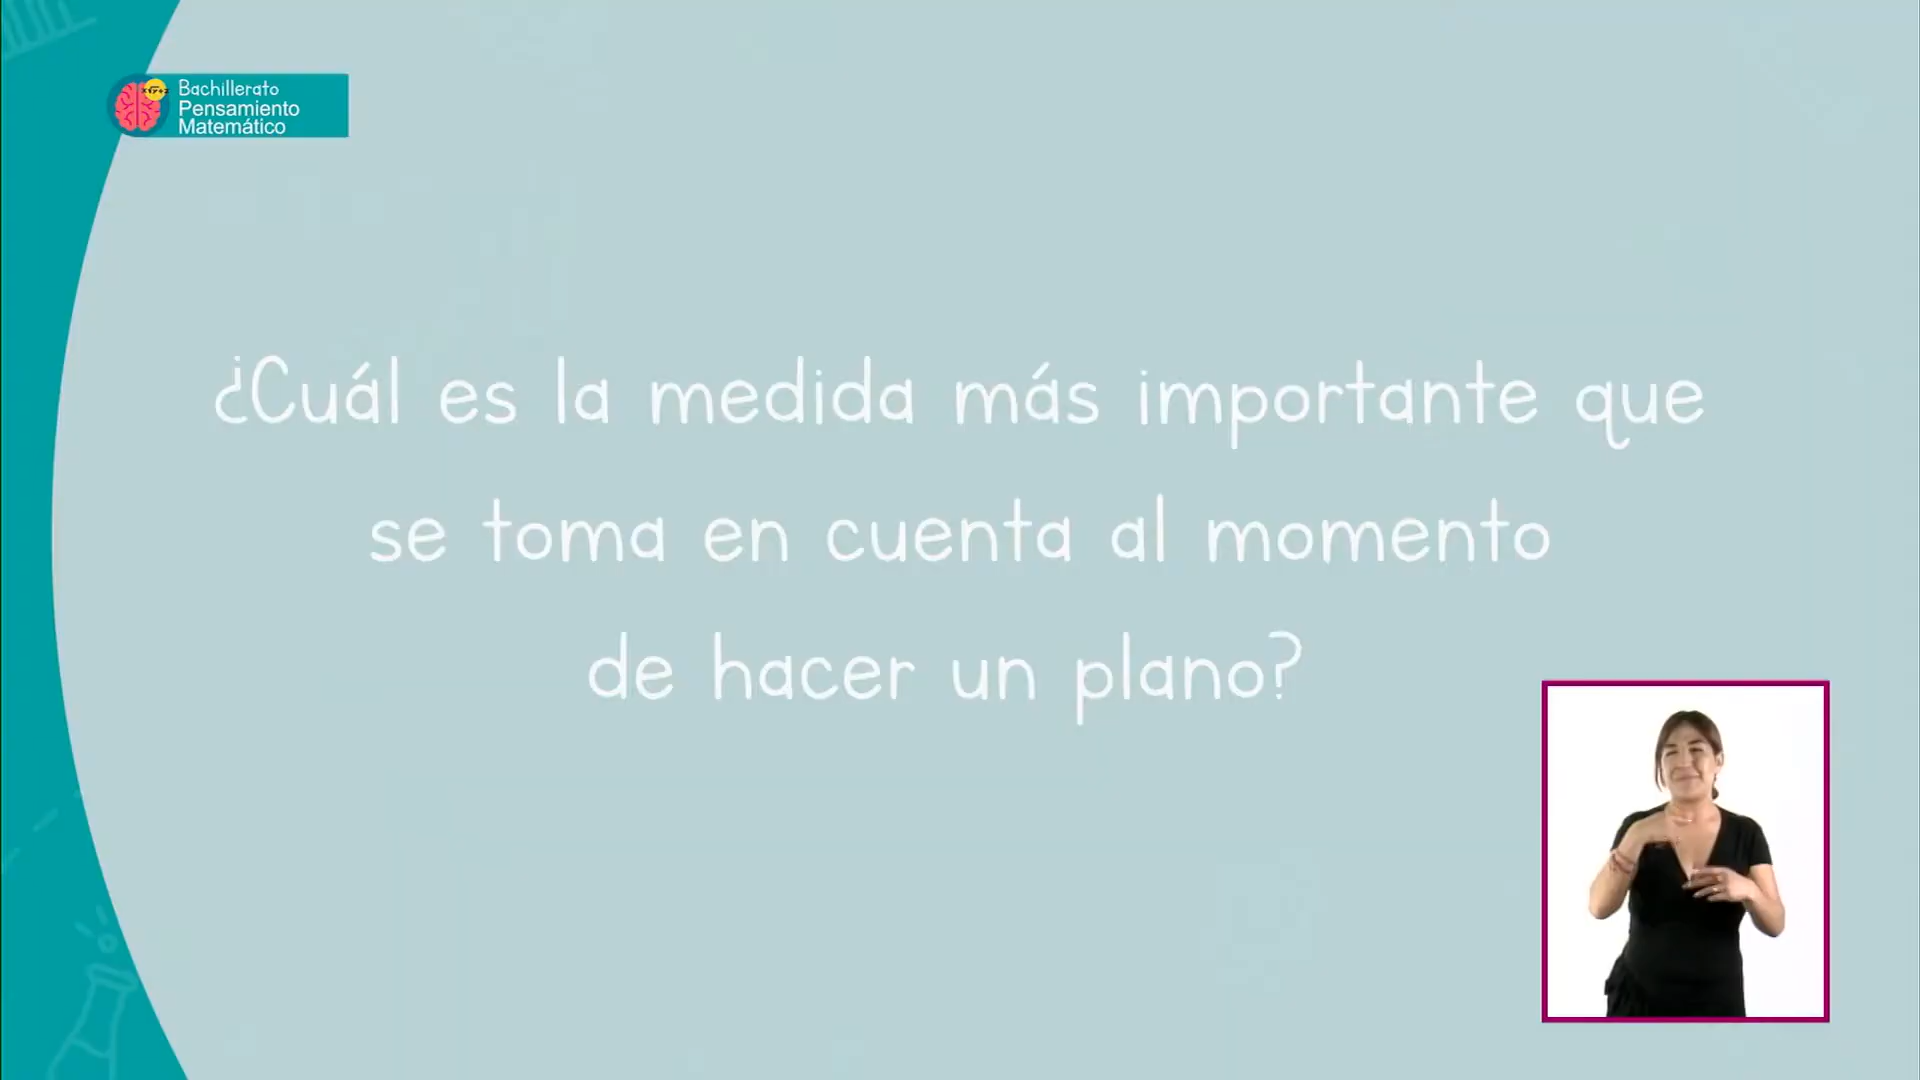 Bachillerato
Pensamiento
Matemático
¿Cuál es la medida más importante que
se toma en cuenta al momento
de hacer un plano?